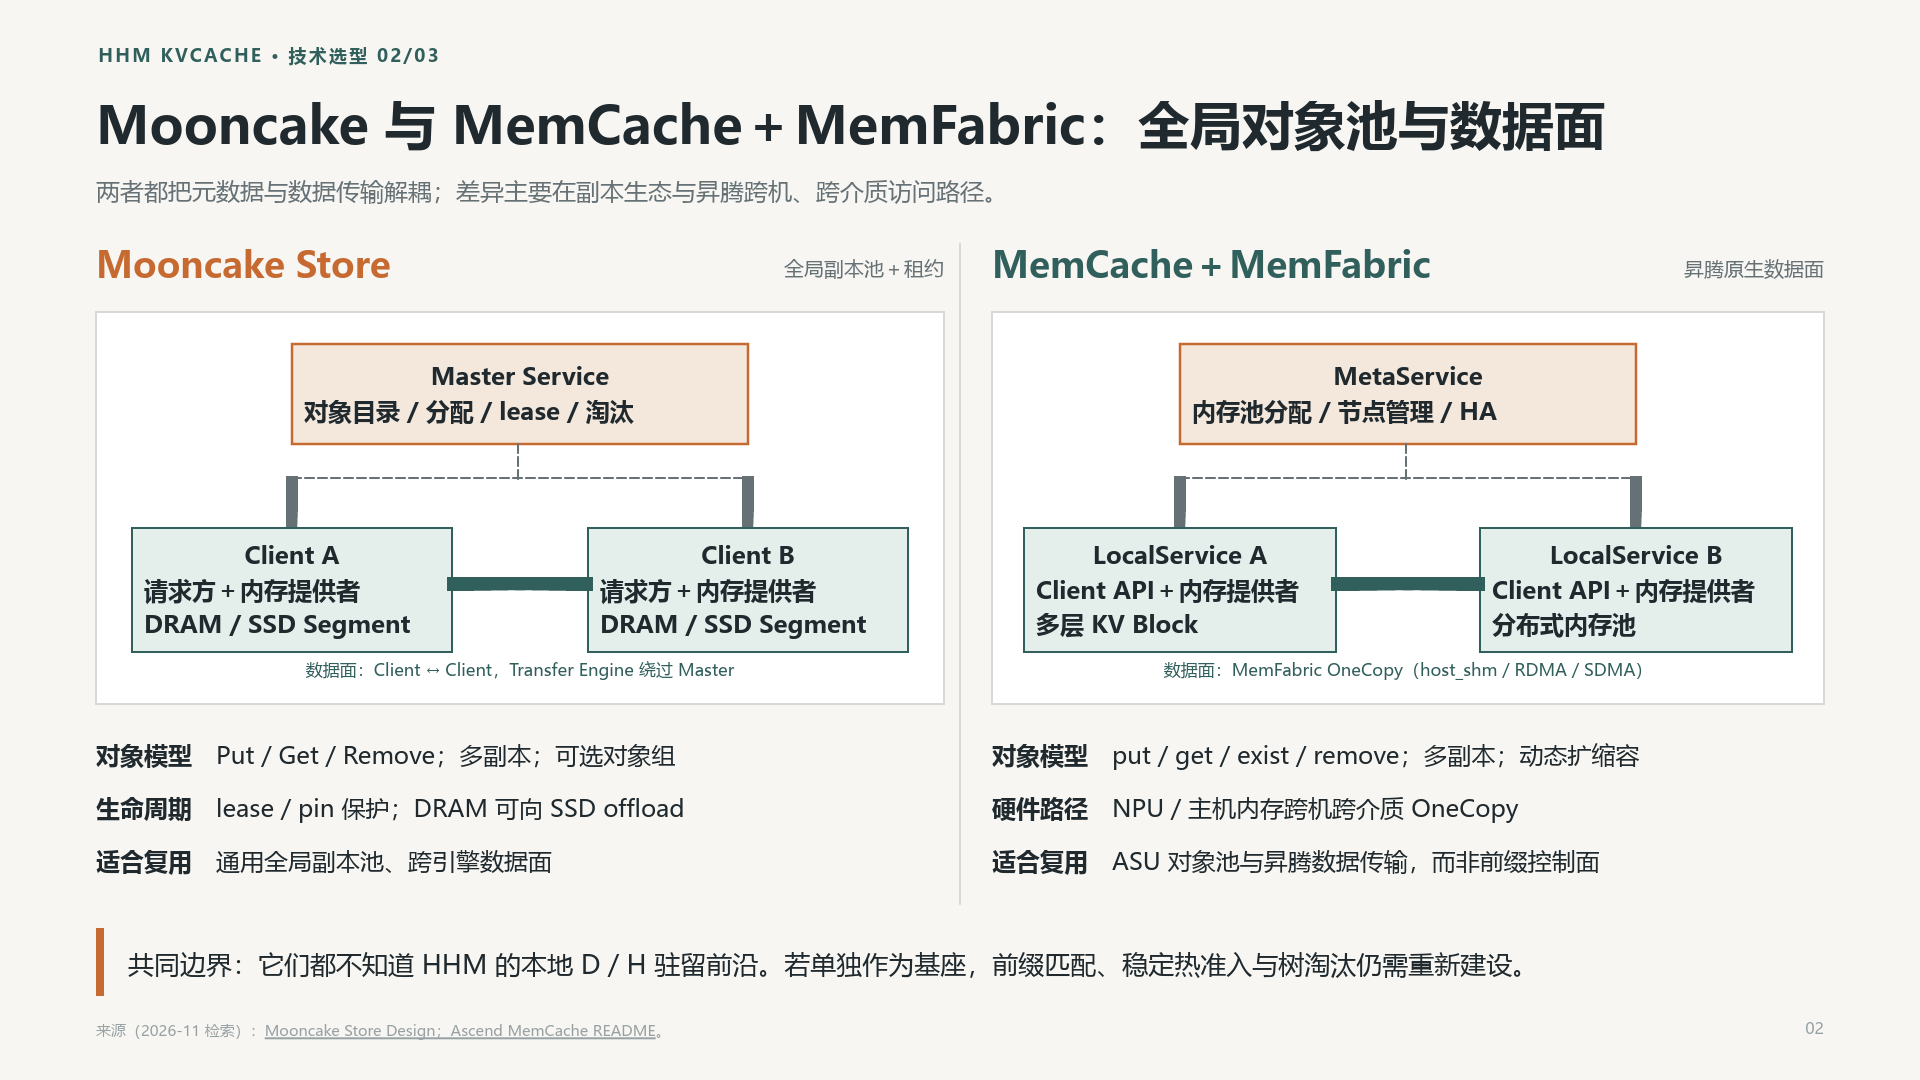 HHM KVCACHE • 技术选型 02/03
Mooncake 与 MemCache + MemFabric：全局对象池与数据面
两者都把元数据与数据传输解耦；差异主要在副本生态与昇腾跨机、跨介质访问路径。
Mooncake Store
全局副本池 + 租约
Master Service
对象目录 / 分配 / lease / 淘汰
Client A
请求方 + 内存提供者
DRAM / SSD Segment
Client B
请求方 + 内存提供者
DRAM / SSD Segment
数据面：Client ↔ Client，Transfer Engine 绕过 Master
对象模型 Put / Get / Remove；多副本；可选对象组
生命周期 lease / pin 保护；DRAM 可向 SSD offload
适合复用 通用全局副本池、跨引擎数据面
MemCache + MemFabric
昇腾原生数据面
MetaService
内存池分配 / 节点管理 / HA
LocalService A
Client API + 内存提供者
多层 KV Block
LocalService B
Client API + 内存提供者
分布式内存池
数据面：MemFabric OneCopy（host_shm / RDMA / SDMA）
对象模型 put / get / exist / remove；多副本；动态扩缩容
硬件路径 NPU / 主机内存跨机跨介质 OneCopy
适合复用 ASU 对象池与昇腾数据传输，而非前缀控制面
共同边界：它们都不知道 HHM 的本地 D / H 驻留前沿。若单独作为基座，前缀匹配、稳定热准入与树淘汰仍需重新建设。
来源（2026-11 检索）：Mooncake Store Design；Ascend MemCache README。
02